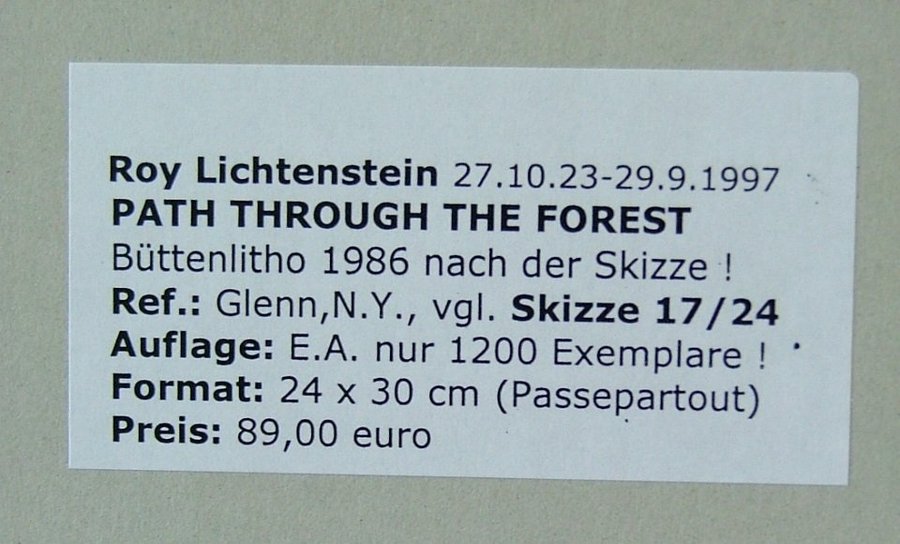 Roy Lichtenstein 27.10.23-29.9.1997
PATH THROUGH THE FOREST
Büttenlitho 1986 nach der Skizze !
Ref.: Glenn,N.Y., vgl. Skizze 17/24
Auflage: E.A. nur 1200 Exemplare !
Format: 24 x 30 cm (Passepartout)
Preis: 89,00 euro